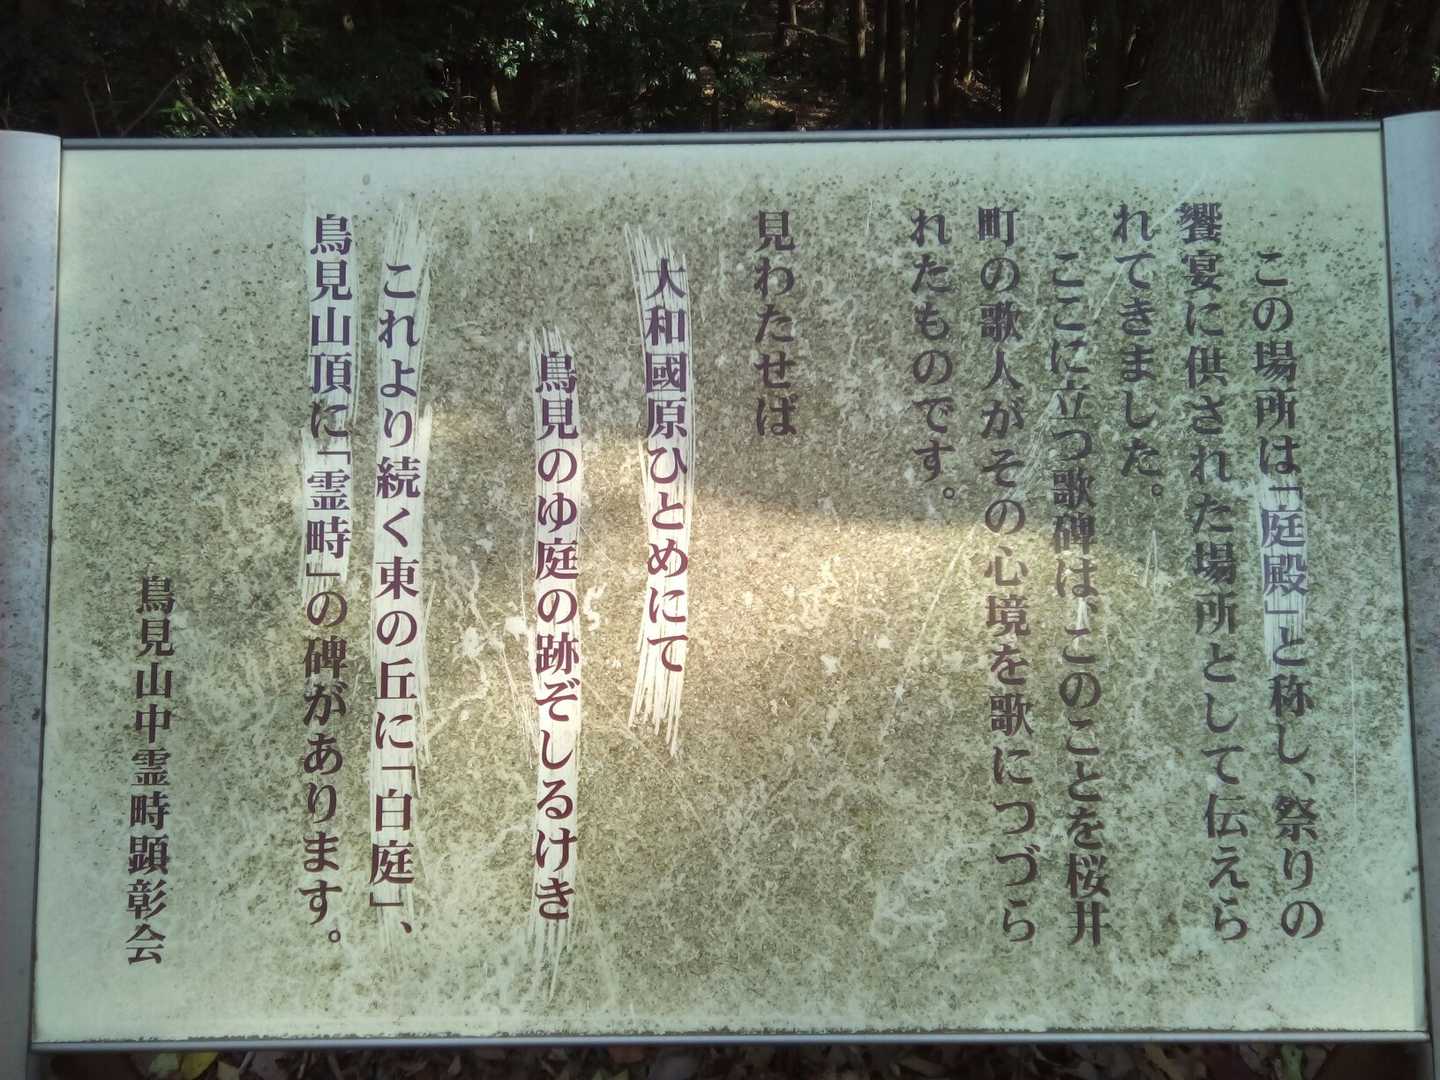 この場所は「庭殿」と称し、祭りの
饗宴に供された場所として伝えら
れてきました。
ここに立つ歌碑は、このことを桜井
町の歌人がその心境を歌につづら
れたものです。
見わたせば
大和國原ひとめにて
鳥見のゆ庭の跡ぞしるけき
これより続く東の丘に「白庭」、
鳥見山頂に「霊畤」の碑があります。
鳥見山中霊畤顕彰会